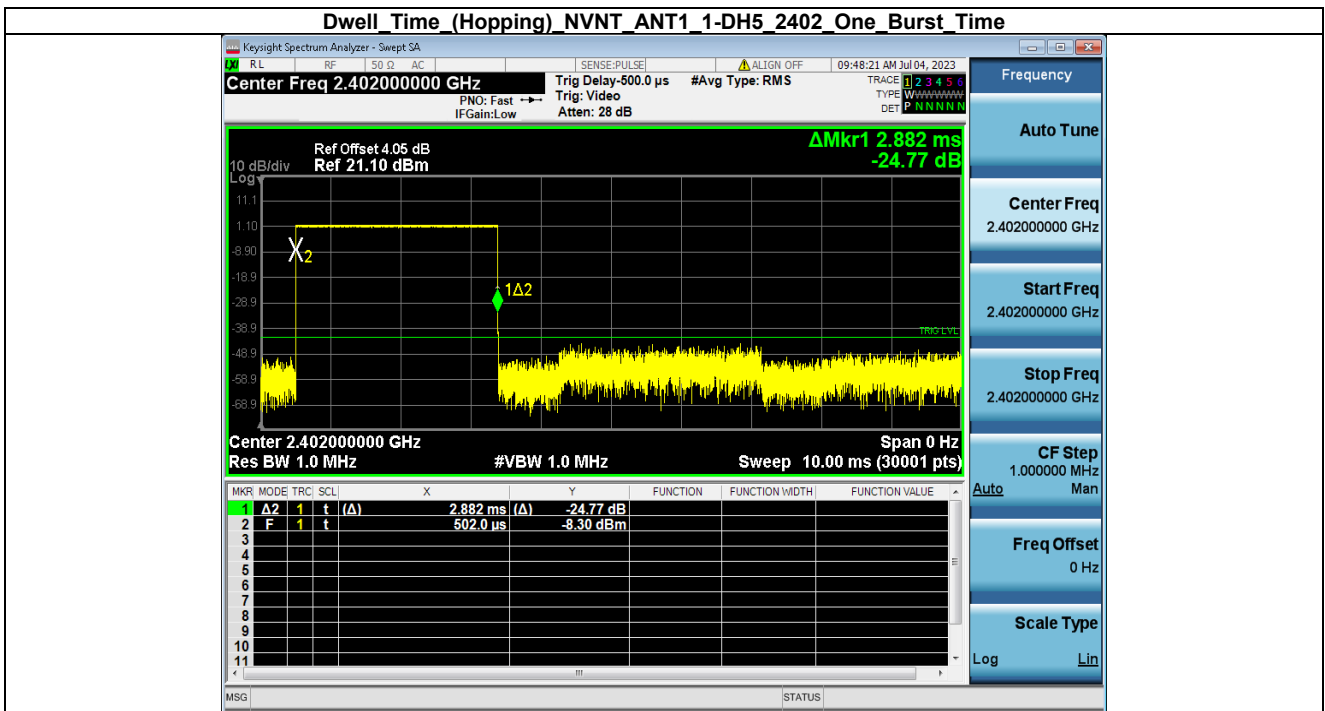 Dwell_Time_(Hopping)_NVNT_ANT1_1-DH5_2402_One_Burst_Time
Keysight Spectrum Analyzer - Swept SA
LXI RL RF 50 Ω AC SENSE:PULSE ALIGN OFF 09:48:21 AM Jul 04, 2023
Center Freq 2.402000000 GHz
PNO: Fast
IFGain:Low
Trig Delay-500.0 µs
Trig: Video
Atten: 28 dB
#Avg Type: RMS
TRACE 1 2 3 4 5 6
TYPE WWWWWW
DET P NNNNN
Frequency
Auto Tune
Center Freq
2.402000000 GHz
Start Freq
2.402000000 GHz
Stop Freq
2.402000000 GHz
CF Step
1.000000 MHz
Auto Man
Freq Offset
0 Hz
Scale Type
Log Lin
ΔMkr1 2.882 ms
-24.77 dB
Ref Offset 4.05 dB
10 dB/div Ref 21.10 dBm
Log
11.1
1.10
-8.90
-18.9
-28.9
-38.9
-48.9
-58.9
-68.9
X2
1Δ2
TRIG LVL
Center 2.402000000 GHz Span 0 Hz
Res BW 1.0 MHz #VBW 1.0 MHz Sweep 10.00 ms (30001 pts)
MKR MODE TRC SCL X Y FUNCTION FUNCTION WIDTH FUNCTION VALUE
1 Δ2 1 t (Δ) 2.882 ms (Δ) -24.77 dB
2 F 1 t 502.0 µs -8.30 dBm
3
4
5
6
7
8
9
10
11
MSG STATUS